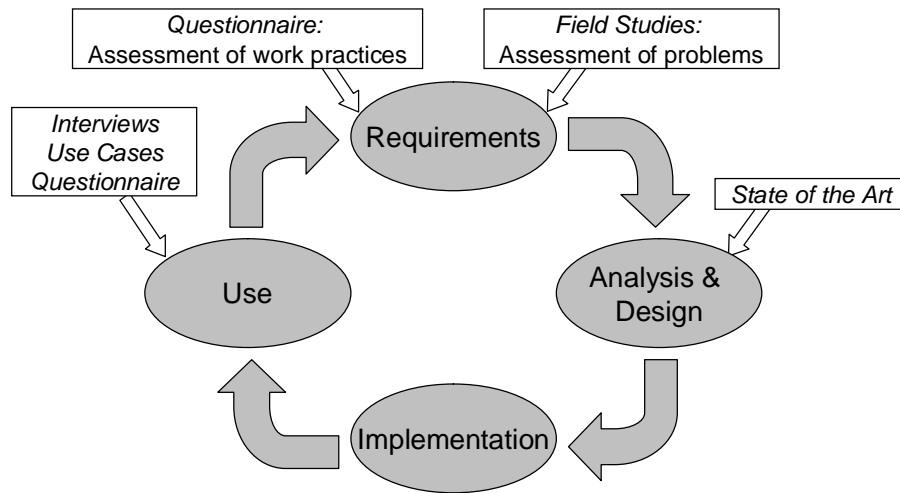 Questionnaire:
Assessment of work practices
Field Studies:
Assessment of problems
Interviews
Use Cases
Questionnaire
Requirements
State of the Art
Use
Analysis &
Design
Implementation